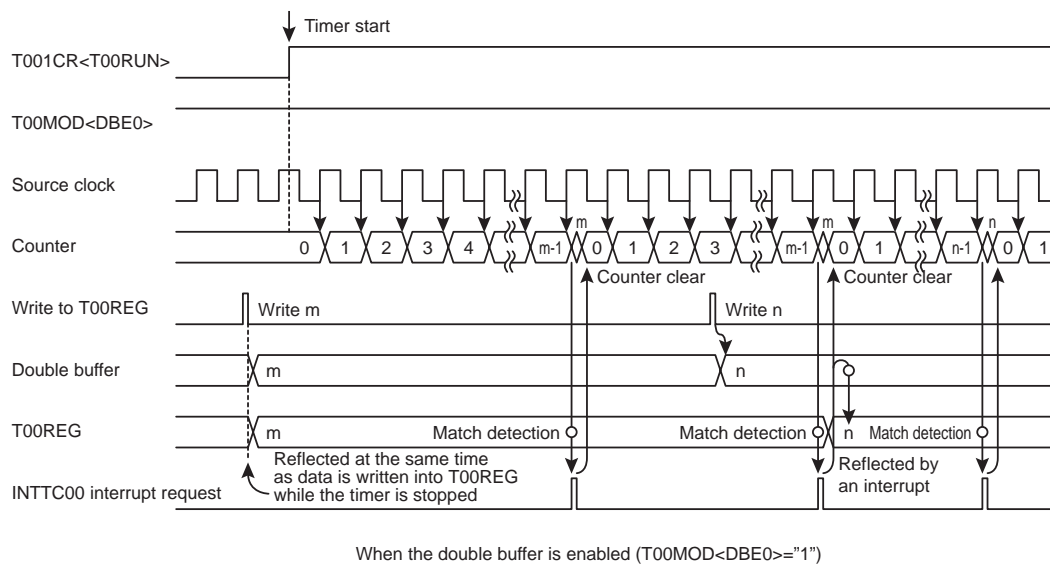 Timer start
T001CR<T00RUN>
T00MOD<DBE0>
Source clock
m m n
Counter 0 1 2 3 4 m-1 0 1 2 3 m-1 0 1 n-1 0 1
Counter clear Counter clear
Write to T00REG Write m Write n
Double buffer m n
T00REG m Match detection Match detection n Match detection
Reflected at the same time
as data is written into T00REG
while the timer is stopped
Reflected by
an interrupt
INTTC00 interrupt request
When the double buffer is enabled (T00MOD<DBE0>=”1”)